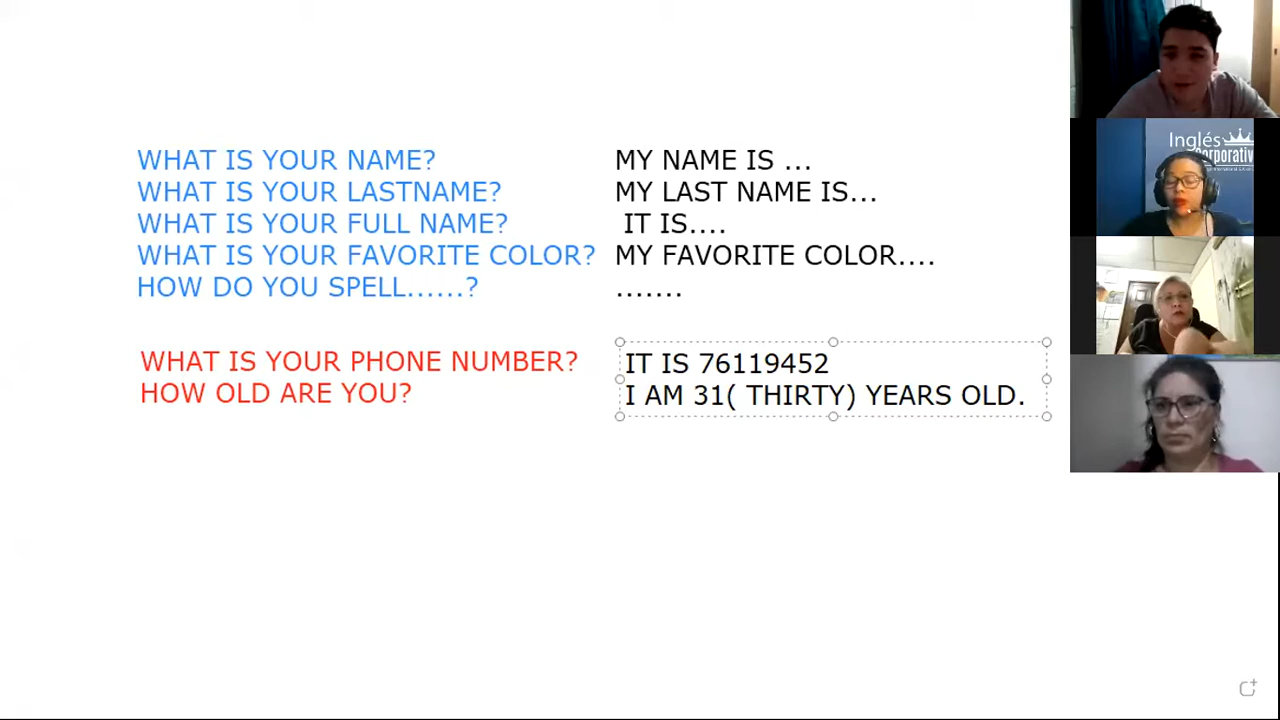 WHAT IS YOUR NAME? MY NAME IS ...
WHAT IS YOUR LASTNAME? MY LAST NAME IS...
WHAT IS YOUR FULL NAME? IT IS....
WHAT IS YOUR FAVORITE COLOR? MY FAVORITE COLOR....
HOW DO YOU SPELL......? .......
WHAT IS YOUR PHONE NUMBER? IT IS 76119452
HOW OLD ARE YOU? I AM 31( THIRTY) YEARS OLD.
Inglés
Corporativ